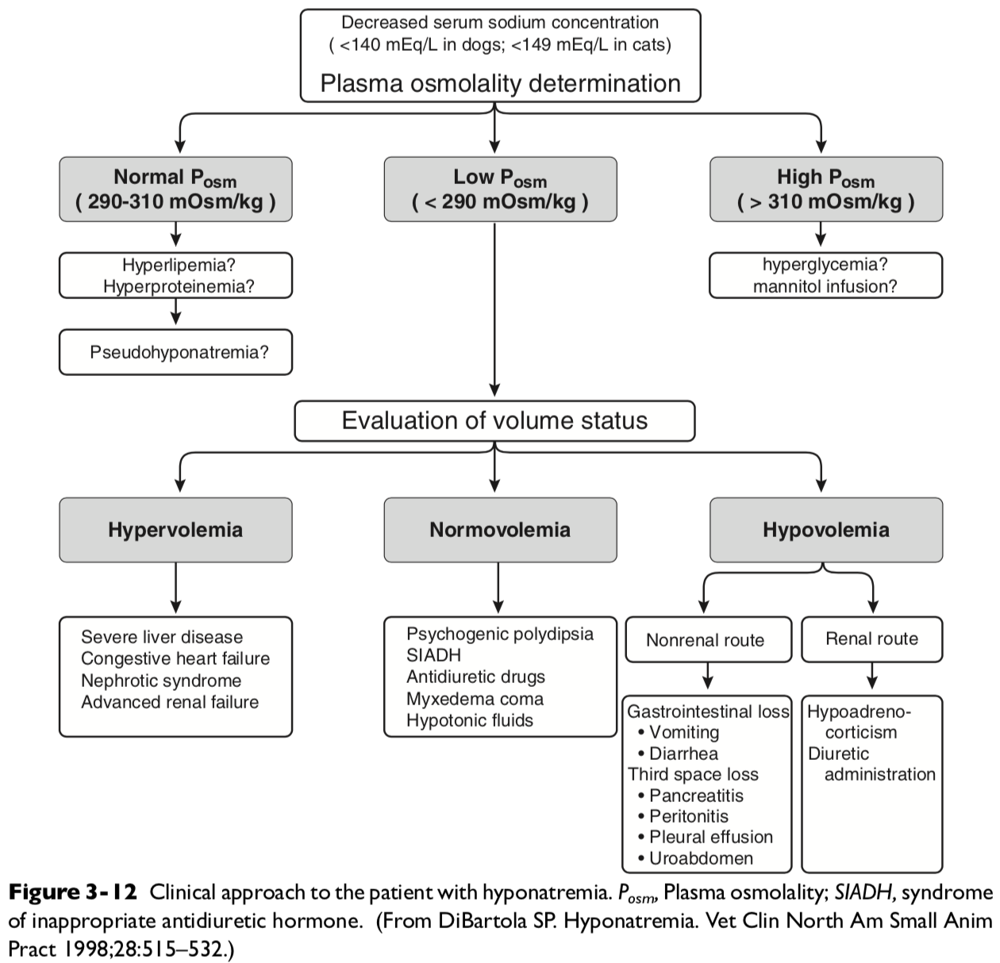 Decreased serum sodium concentration
( <140 mEq/L in dogs; <149 mEq/L in cats)
Plasma osmolality determination
Normal Posm
( 290-310 mOsm/kg )
Low Posm
( < 290 mOsm/kg )
High Posm
( > 310 mOsm/kg )
Hyperlipemia?
Hyperproteinemia?
hyperglycemia?
mannitol infusion?
Pseudohyponatremia?
Evaluation of volume status
Hypervolemia
Normovolemia
Hypovolemia
Severe liver disease
Congestive heart failure
Nephrotic syndrome
Advanced renal failure
Psychogenic polydipsia
SIADH
Antidiuretic drugs
Myxedema coma
Hypotonic fluids
Nonrenal route
Renal route
Gastrointestinal loss
• Vomiting
• Diarrhea
Third space loss
• Pancreatitis
• Peritonitis
• Pleural effusion
• Uroabdomen
Hypoadreno-
corticism
Diuretic
administration
Figure 3-12 Clinical approach to the patient with hyponatremia. Posm, Plasma osmolality; SIADH, syndrome
of inappropriate antidiuretic hormone. (From DiBartola SP. Hyponatremia. Vet Clin North Am Small Anim
Pract 1998;28:515–532.)